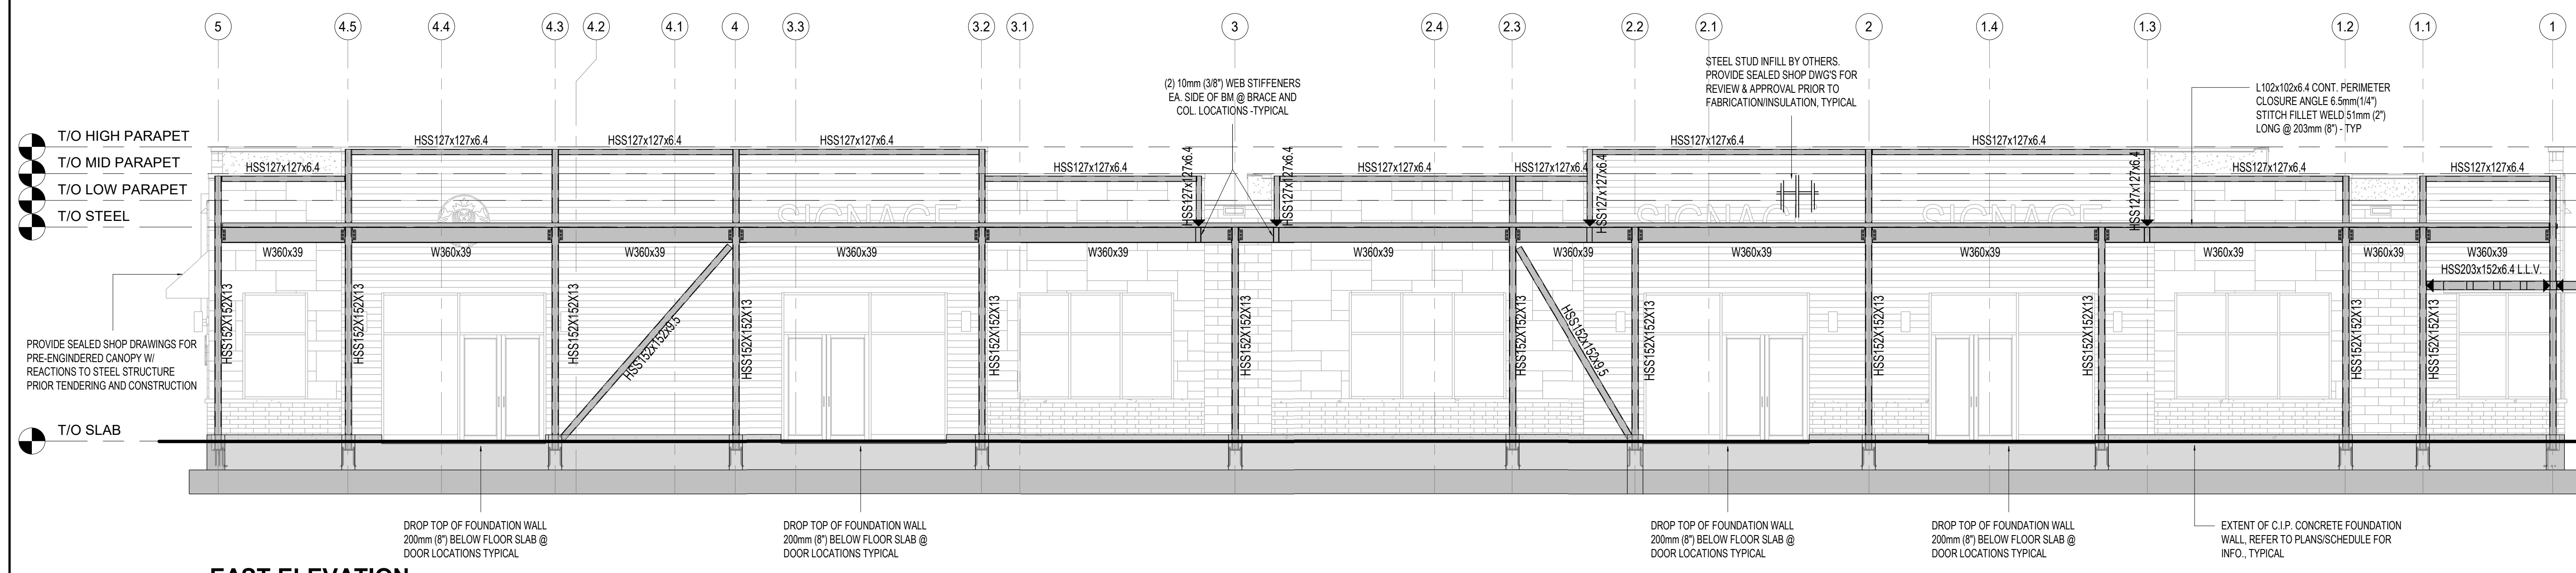 5 4.5 4.4 4.3 4.2 4.1 4 3.3 3.2 3.1 3 2.4 2.3 2.2 2.1 2 1.4 1.3 1.2 1.1 1
STEEL STUD INFILL BY OTHERS.
PROVIDE SEALED SHOP DWG'S FOR
REVIEW & APPROVAL PRIOR TO
FABRICATION/INSULATION, TYPICAL
(2) 10mm (3/8") WEB STIFFENERS
EA. SIDE OF BM @ BRACE AND
COL. LOCATIONS -TYPICAL
L102x102x6.4 CONT. PERIMETER
CLOSURE ANGLE 6.5mm(1/4")
STITCH FILLET WELD 51mm (2")
LONG @ 203mm (8") - TYP
T/O HIGH PARAPET
T/O MID PARAPET
T/O LOW PARAPET
T/O STEEL
HSS127x127x6.4 HSS127x127x6.4 HSS127x127x6.4 HSS127x127x6.4 HSS127x127x6.4
HSS127x127x6.4 HSS127x127x6.4 HSS127x127x6.4 HSS127x127x6.4 HSS127x127x6.4 HSS127x127x6.4
HSS127x127x6.4
HSS127x127x6.4
HSS127x127x6.4
HSS127x127x6.4
SIGNAGE SIGNAGE SIGNAGE
W360x39 W360x39 W360x39 W360x39 W360x39 W360x39 W360x39 W360x39 W360x39 W360x39 W360x39 W360x39
HSS203x152x6.4 L.L.V.
HSS152X152X13
HSS152X152X13
HSS152X152X13
HSS152x152x9.5
HSS152X152X13
HSS152X152X13
HSS152X152X13
HSS152X152X13
HSS152x152x9.5
HSS152X152X13
HSS152X152X13
HSS152X152X13
HSS152X152X13
HSS152X152X13
PROVIDE SEALED SHOP DRAWINGS FOR
PRE-ENGINDERED CANOPY W/
REACTIONS TO STEEL STRUCTURE
PRIOR TENDERING AND CONSTRUCTION
T/O SLAB
DROP TOP OF FOUNDATION WALL
200mm (8") BELOW FLOOR SLAB @
DOOR LOCATIONS TYPICAL
DROP TOP OF FOUNDATION WALL
200mm (8") BELOW FLOOR SLAB @
DOOR LOCATIONS TYPICAL
DROP TOP OF FOUNDATION WALL
200mm (8") BELOW FLOOR SLAB @
DOOR LOCATIONS TYPICAL
DROP TOP OF FOUNDATION WALL
200mm (8") BELOW FLOOR SLAB @
DOOR LOCATIONS TYPICAL
EXTENT OF C.I.P. CONCRETE FOUNDATION
WALL, REFER TO PLANS/SCHEDULE FOR
INFO., TYPICAL
EAST ELEVATION